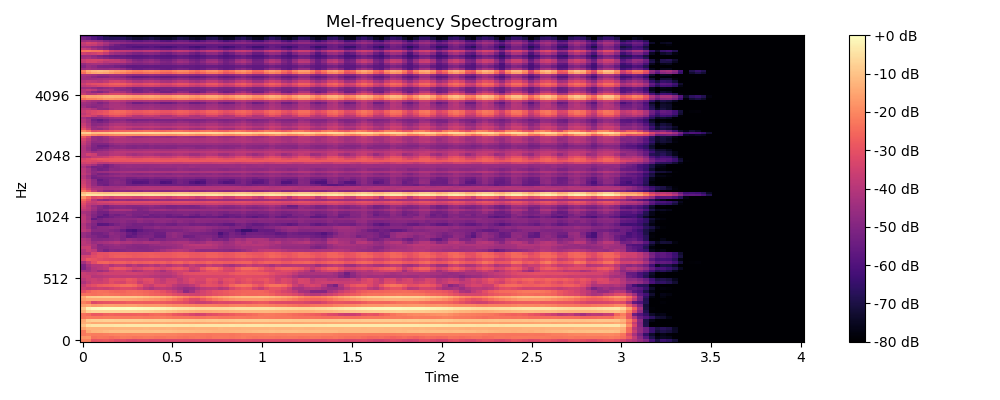 Mel-frequency Spectrogram
Hz
4096
2048
1024
512
0
0 0.5 1 1.5 2 2.5 3 3.5 4
Time
+0 dB
-10 dB
-20 dB
-30 dB
-40 dB
-50 dB
-60 dB
-70 dB
-80 dB